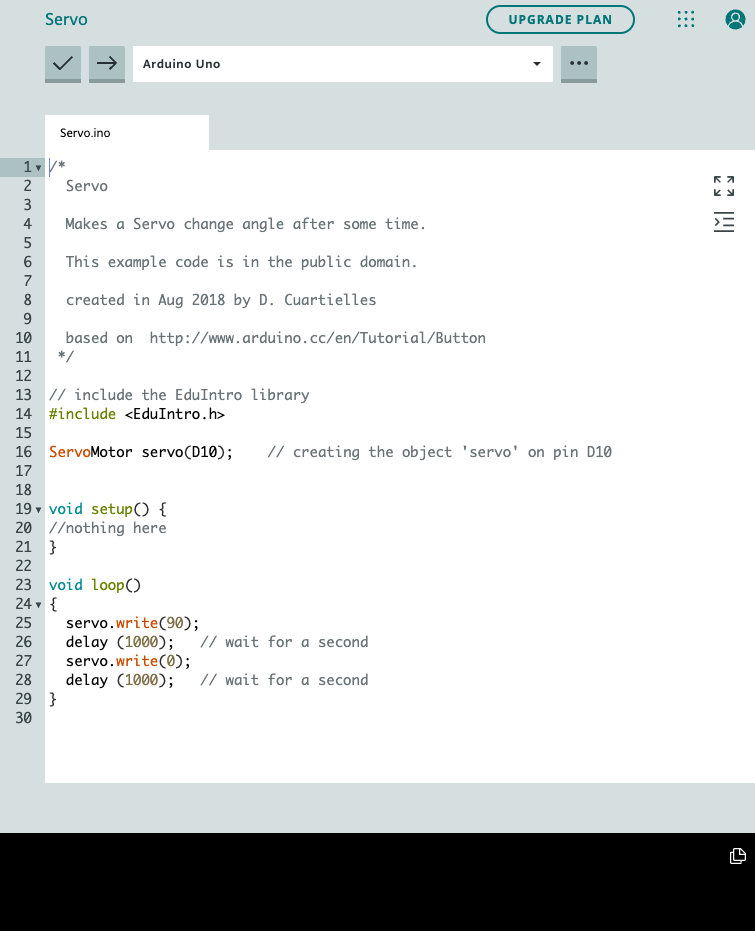 Servo
UPGRADE PLAN
Arduino Uno
Servo.ino
1 /*
2   Servo
3
4   Makes a Servo change angle after some time.
5
6   This example code is in the public domain.
7
8   created in Aug 2018 by D. Cuartielles
9
10   based on  http://www.arduino.cc/en/Tutorial/Button
11  */
12
13 // include the EduIntro library
14 #include <EduIntro.h>
15
16 ServoMotor servo(D10);    // creating the object 'servo' on pin D10
17
18
19 void setup() {
20 //nothing here
21 }
22
23 void loop()
24 {
25   servo.write(90);
26   delay (1000);   // wait for a second
27   servo.write(0);
28   delay (1000);   // wait for a second
29 }
30